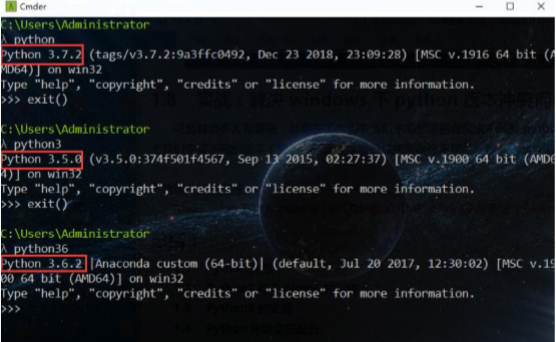 Cmder
C:\Users\Administrator
λ python
Python 3.7.2 (tags/v3.7.2:9a3ffc0492, Dec 23 2018, 23:09:28) [MSC v.1916 64 bit (A
MD64)] on win32
Type "help", "copyright", "credits" or "license" for more information.
>>> exit()
C:\Users\Administrator
λ python3
Python 3.5.0 (v3.5.0:374f501f4567, Sep 13 2015, 02:27:37) [MSC v.1900 64 bit (AMD6
4)] on win32
Type "help", "copyright", "credits" or "license" for more information.
>>> exit()
C:\Users\Administrator
λ python36
Python 3.6.2 |Anaconda custom (64-bit)| (default, Jul 20 2017, 12:30:02) [MSC v.19
00 64 bit (AMD64)] on win32
Type "help", "copyright", "credits" or "license" for more information.
>>>